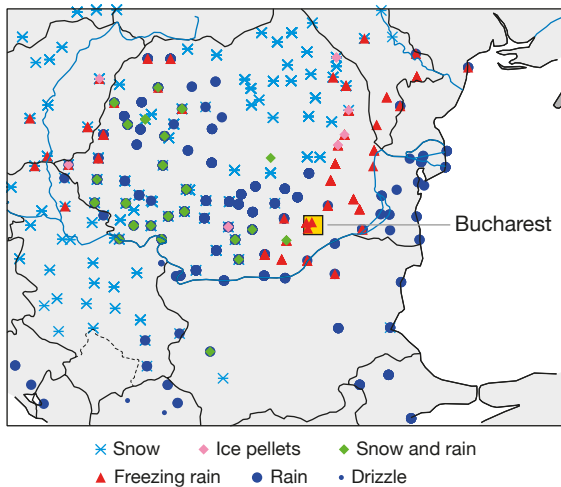 Bucharest
Snow Ice pellets Snow and rain
Freezing rain Rain Drizzle